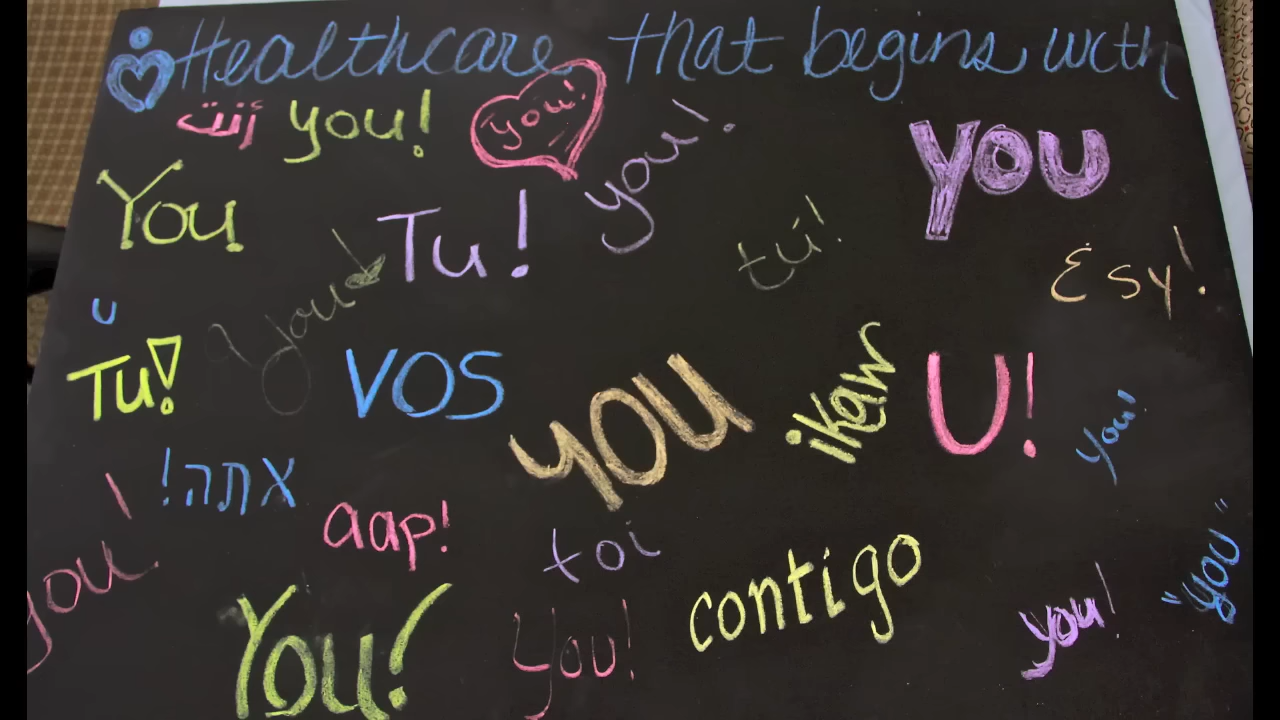 Healthcare that begins with
أنت
you!
you!
you!
YOU
You
Tu!
tú!
you!
Esy!
U
Tu!
VOS
YOU
ikaw
U!
you!
אתה!
aap!
you!
toi
contigo
"YOU"
You!
You!
you!